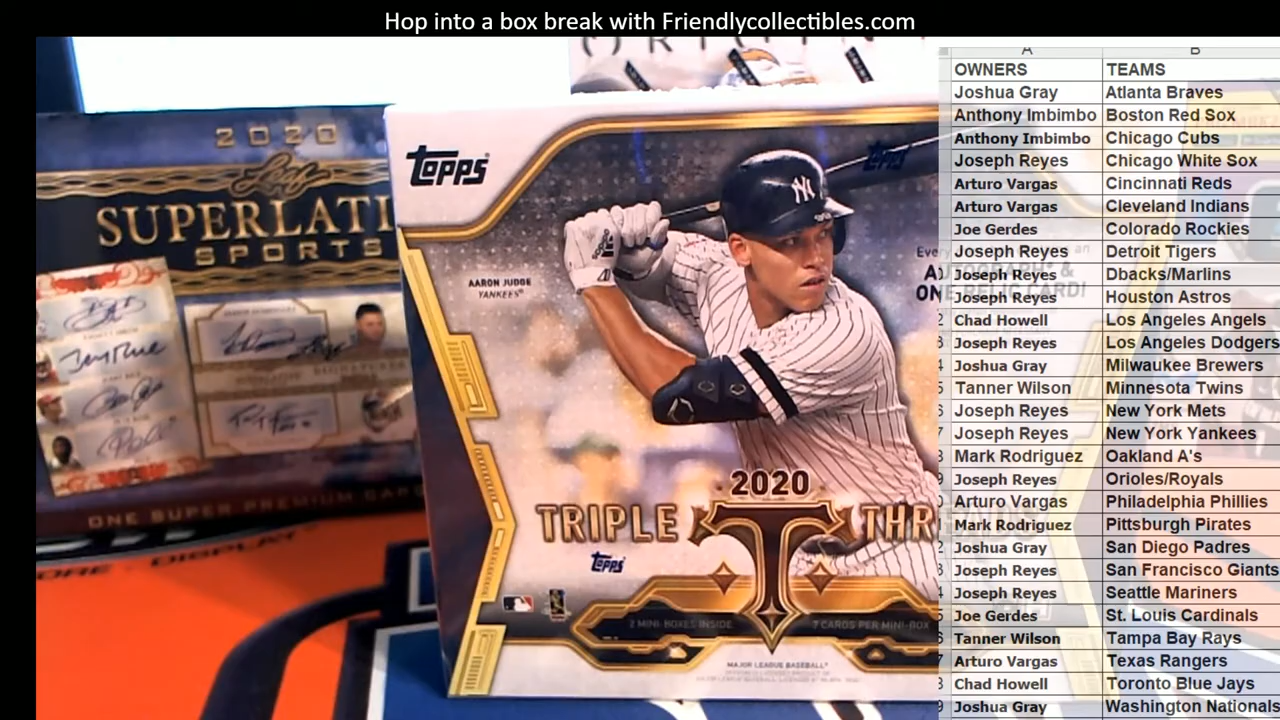 Hop into a box break with Friendlycollectibles.com
2020
Leaf
SUPERLATI
SPORTS
ONE SUPER PREMIUM CARD
DISPLAY
Topps
AARON JUDGE
YANKEES®
2020
TRIPLE THR
Topps
2 MINI-BOXES INSIDE
7 CARDS PER MINI-BOX
MAJOR LEAGUE BASEBALL®
A B
OWNERS TEAMS
Joshua Gray Atlanta Braves
Anthony Imbimbo Boston Red Sox
Anthony Imbimbo Chicago Cubs
Joseph Reyes Chicago White Sox
Arturo Vargas Cincinnati Reds
Arturo Vargas Cleveland Indians
Joe Gerdes Colorado Rockies
Joseph Reyes Detroit Tigers
Joseph Reyes Dbacks/Marlins
Joseph Reyes Houston Astros
Chad Howell Los Angeles Angels
Joseph Reyes Los Angeles Dodgers
Joshua Gray Milwaukee Brewers
Tanner Wilson Minnesota Twins
Joseph Reyes New York Mets
Joseph Reyes New York Yankees
Mark Rodriguez Oakland A's
Joseph Reyes Orioles/Royals
Arturo Vargas Philadelphia Phillies
Mark Rodriguez Pittsburgh Pirates
Joshua Gray San Diego Padres
Joseph Reyes San Francisco Giants
Joseph Reyes Seattle Mariners
Joe Gerdes St. Louis Cardinals
Tanner Wilson Tampa Bay Rays
Arturo Vargas Texas Rangers
Chad Howell Toronto Blue Jays
Joshua Gray Washington Nationals